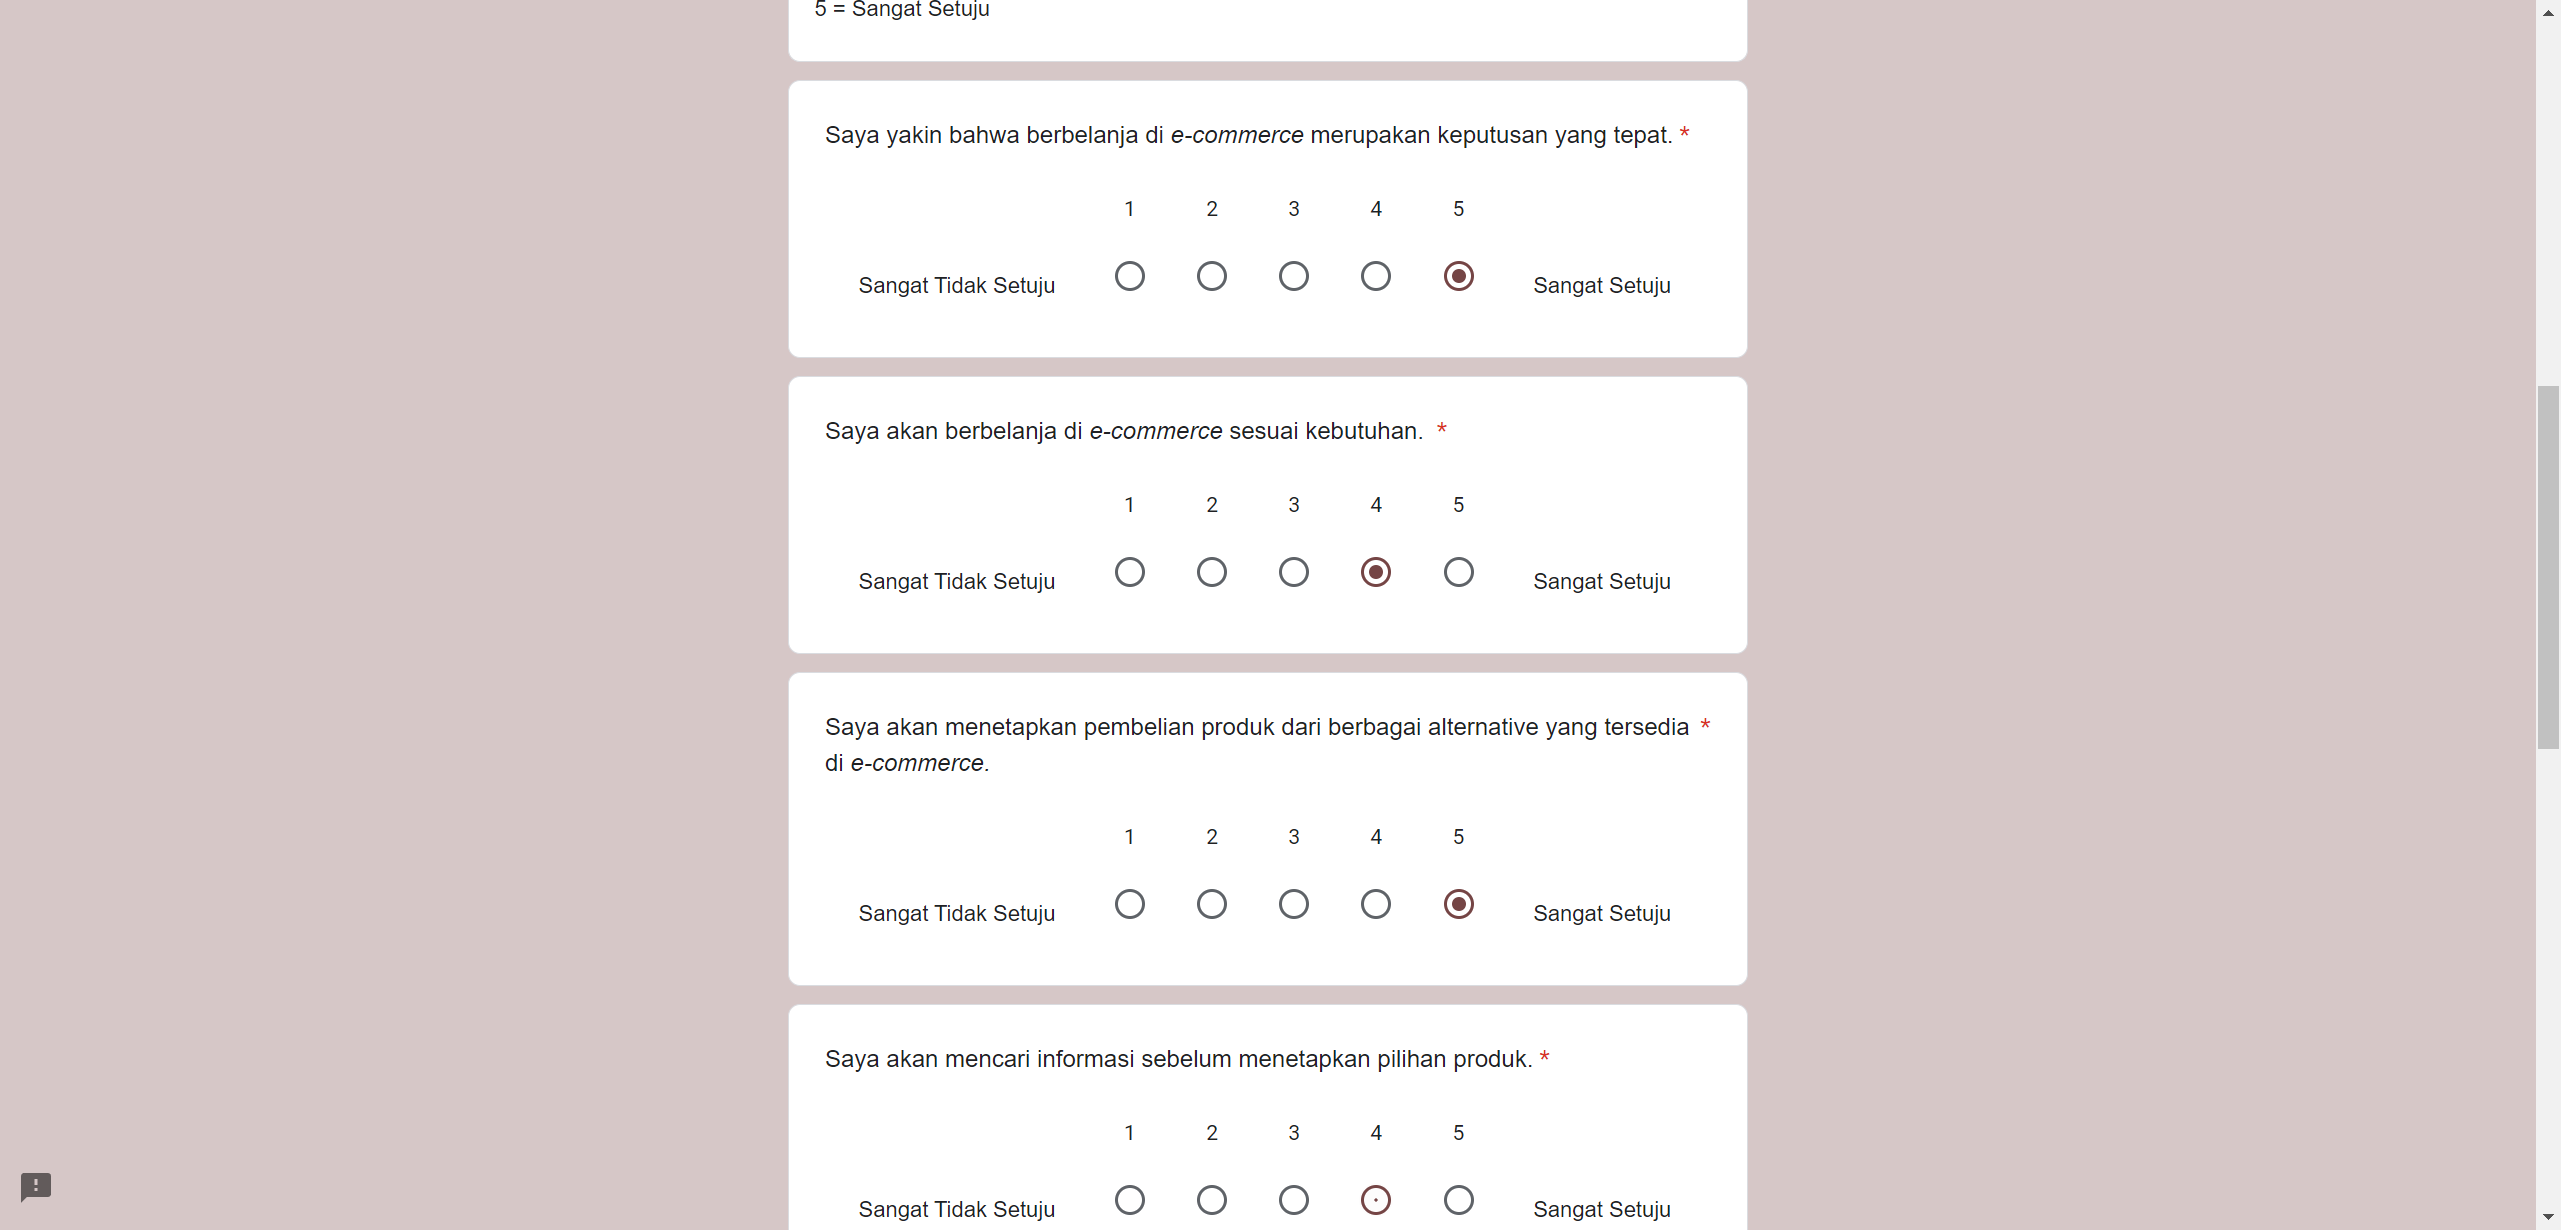 5 = Sangat Setuju
Saya yakin bahwa berbelanja di e-commerce merupakan keputusan yang tepat. *
1 2 3 4 5
Sangat Tidak Setuju Sangat Setuju
Saya akan berbelanja di e-commerce sesuai kebutuhan. *
1 2 3 4 5
Sangat Tidak Setuju Sangat Setuju
Saya akan menetapkan pembelian produk dari berbagai alternative yang tersedia *
di e-commerce.
1 2 3 4 5
Sangat Tidak Setuju Sangat Setuju
Saya akan mencari informasi sebelum menetapkan pilihan produk. *
1 2 3 4 5
Sangat Tidak Setuju Sangat Setuju